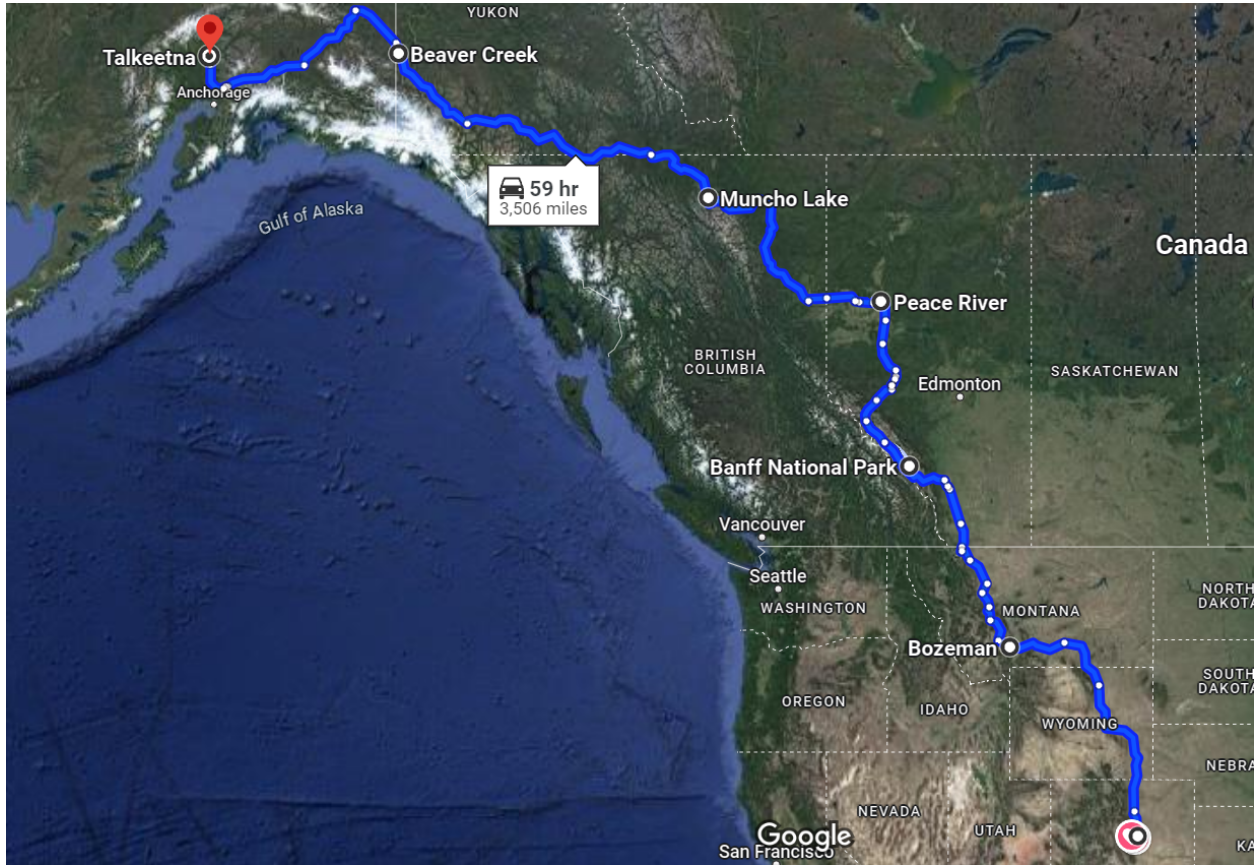 YUKON
Talkeetna
Beaver Creek
Anchorage
59 hr
3,506 miles
Muncho Lake
Gulf of Alaska
Canada
Peace River
BRITISH
COLUMBIA
SASKATCHEWAN
Edmonton
Banff National Park
Vancouver
Seattle
WASHINGTON
MONTANA
NORTH
DAKOTA
Bozeman
OREGON
IDAHO
SOUTH
DAKOTA
WYOMING
NEBRA
NEVADA
UTAH
Google
San Francisco
KA